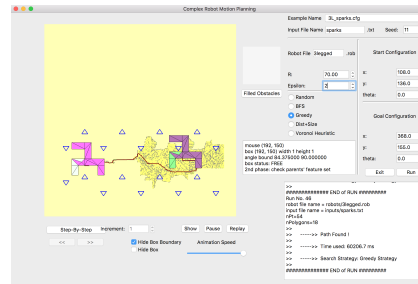 Complex Robot Motion Planning
Example Name 3L_sparks.cfg
Input File Name sparks .txt Seed: 11
Robot File 3legged .rob
Start Configuration
R: 70.00
x: 108.0
Epsilon: 2
y: 136.0
Filled Obstacles
theta: 0.0
Random
BFS
Greedy
Goal Configuration
Dist+Size
Voronoi Heuristic
x: 368.0
y: 155.0
theta: 0.0
Exit Run
mouse (192, 150)
box (192, 150) width 1 height 1
angle bound 84.375000 90.000000
box status: FREE
2nd phase: check parents' feature set
>>
############## END of RUN ##########
Run No. 46
robot file name = robots/3legged.rob
input file name = inputs/sparks.txt
nPt=54
nPolygons=18
>>
>> ----->> Path Found !
>>
>> ----->> Time used: 60208.7 ms
>>
>> ----->> Search Strategy: Greedy Strategy
>>
############## END of RUN ##########
Step-By-Step Increment: 1 Show Pause Replay
<< >> Hide Box Boundary Animation Speed
Hide Box